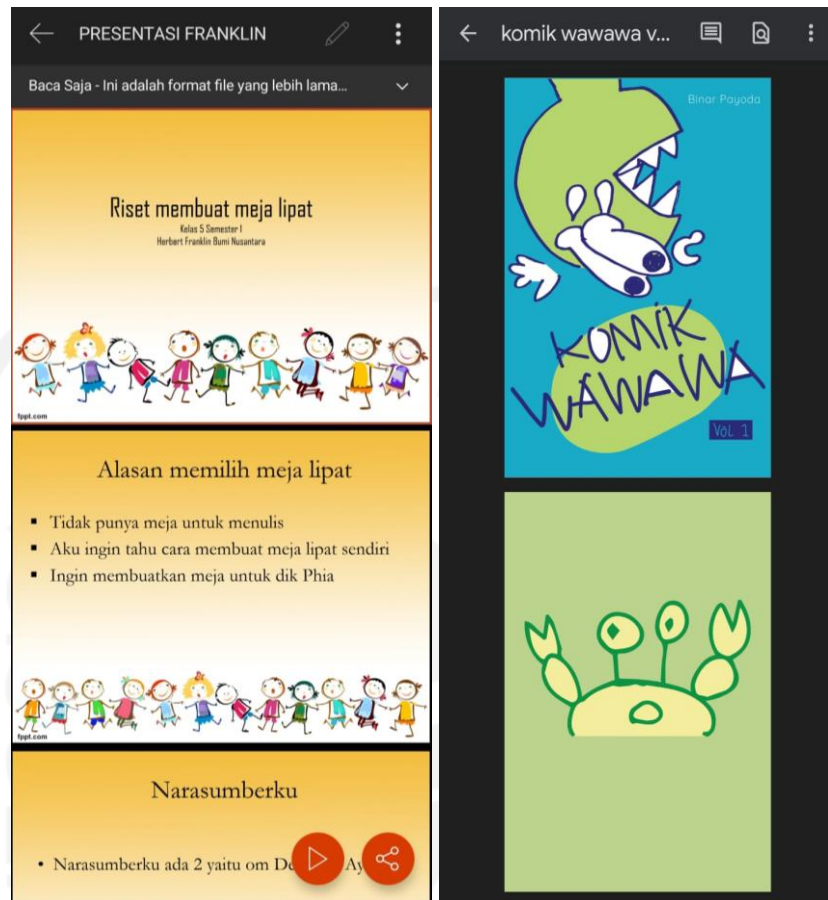 PRESENTASI FRANKLIN
Baca Saja - Ini adalah format file yang lebih lama...
Riset membuat meja lipat
Kelas 5 Semester I
Herbert Franklin Bumi Nusantara
fppt.com
Alasan memilih meja lipat
▪ Tidak punya meja untuk menulis
▪ Aku ingin tahu cara membuat meja lipat sendiri
▪ Ingin membuatkan meja untuk dik Phia
fppt.com
Narasumberku
• Narasumberku ada 2 yaitu om
komik wawawa v...
Binar Payoda
KOMIK
WAWAWA
VOL 1